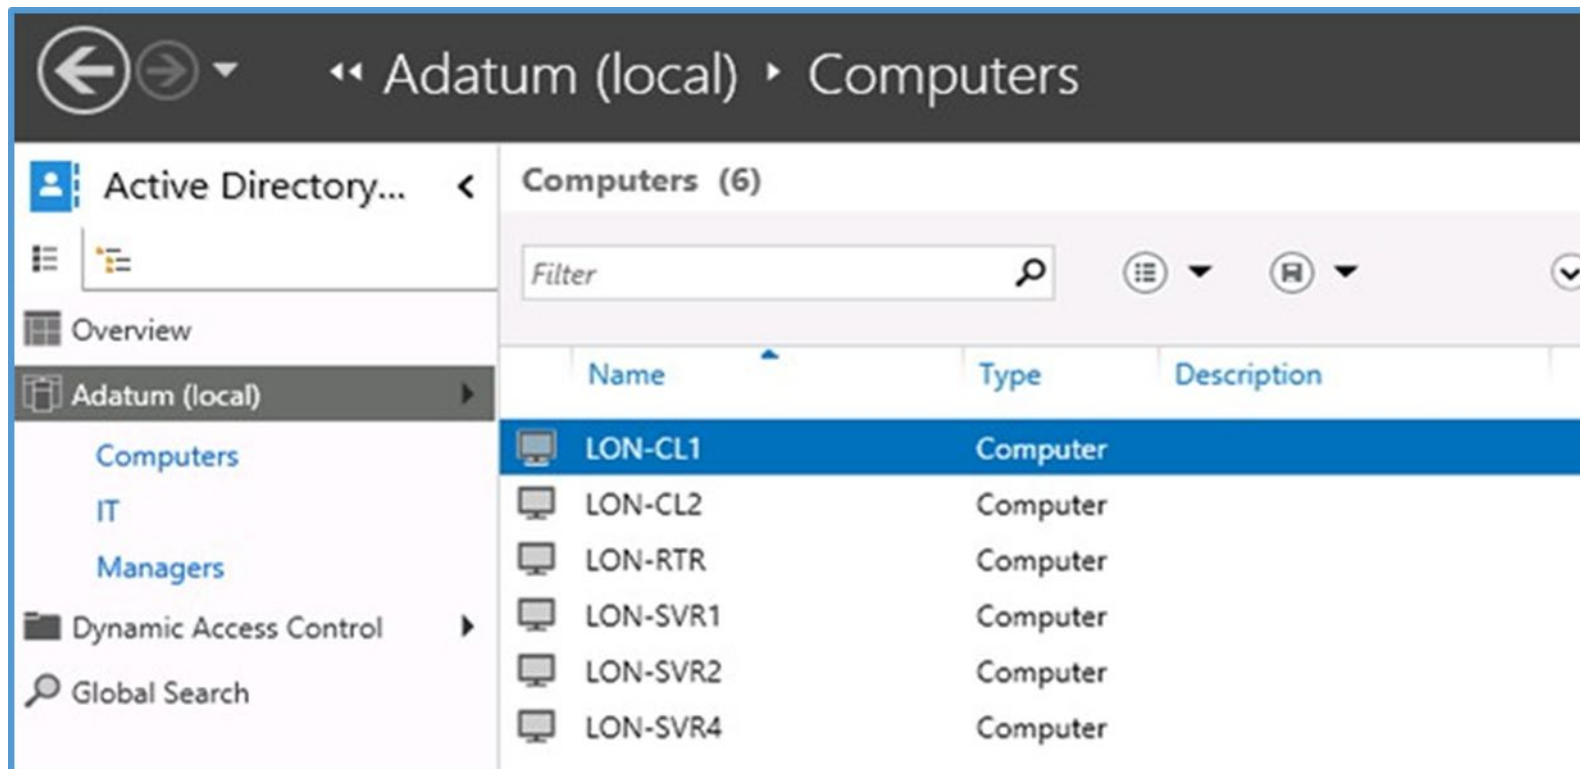 Adatum (local) Computers
Active Directory...
Overview
Adatum (local)
Computers
IT
Managers
Dynamic Access Control
Global Search
Computers (6)
Filter
Name Type Description
LON-CL1 Computer
LON-CL2 Computer
LON-RTR Computer
LON-SVR1 Computer
LON-SVR2 Computer
LON-SVR4 Computer